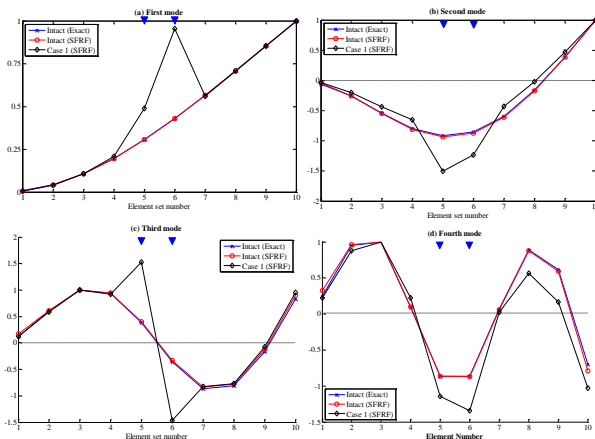 (a) First mode
1
0.75
0.5
0.25
0
Intact (Exact)
Intact (SFRF)
Case 1 (SFRF)
1 2 3 4 5 6 7 8 9 10
Element set number
(b) Second mode
1
0.5
0
-0.5
-1
-1.5
-2
Intact (Exact)
Intact (SFRF)
Case 1 (SFRF)
1 2 3 4 5 6 7 8 9 10
Element set number
(c) Third mode
2
1.5
1
0.5
0
-0.5
-1
-1.5
Intact (Exact)
Intact (SFRF)
Case 1 (SFRF)
1 2 3 4 5 6 7 8 9 10
Element set number
(d) Fourth mode
1
0.5
0
-0.5
-1
-1.5
Intact (Exact)
Intact (SFRF)
Case 1 (SFRF)
1 2 3 4 5 6 7 8 9 10
Element Number